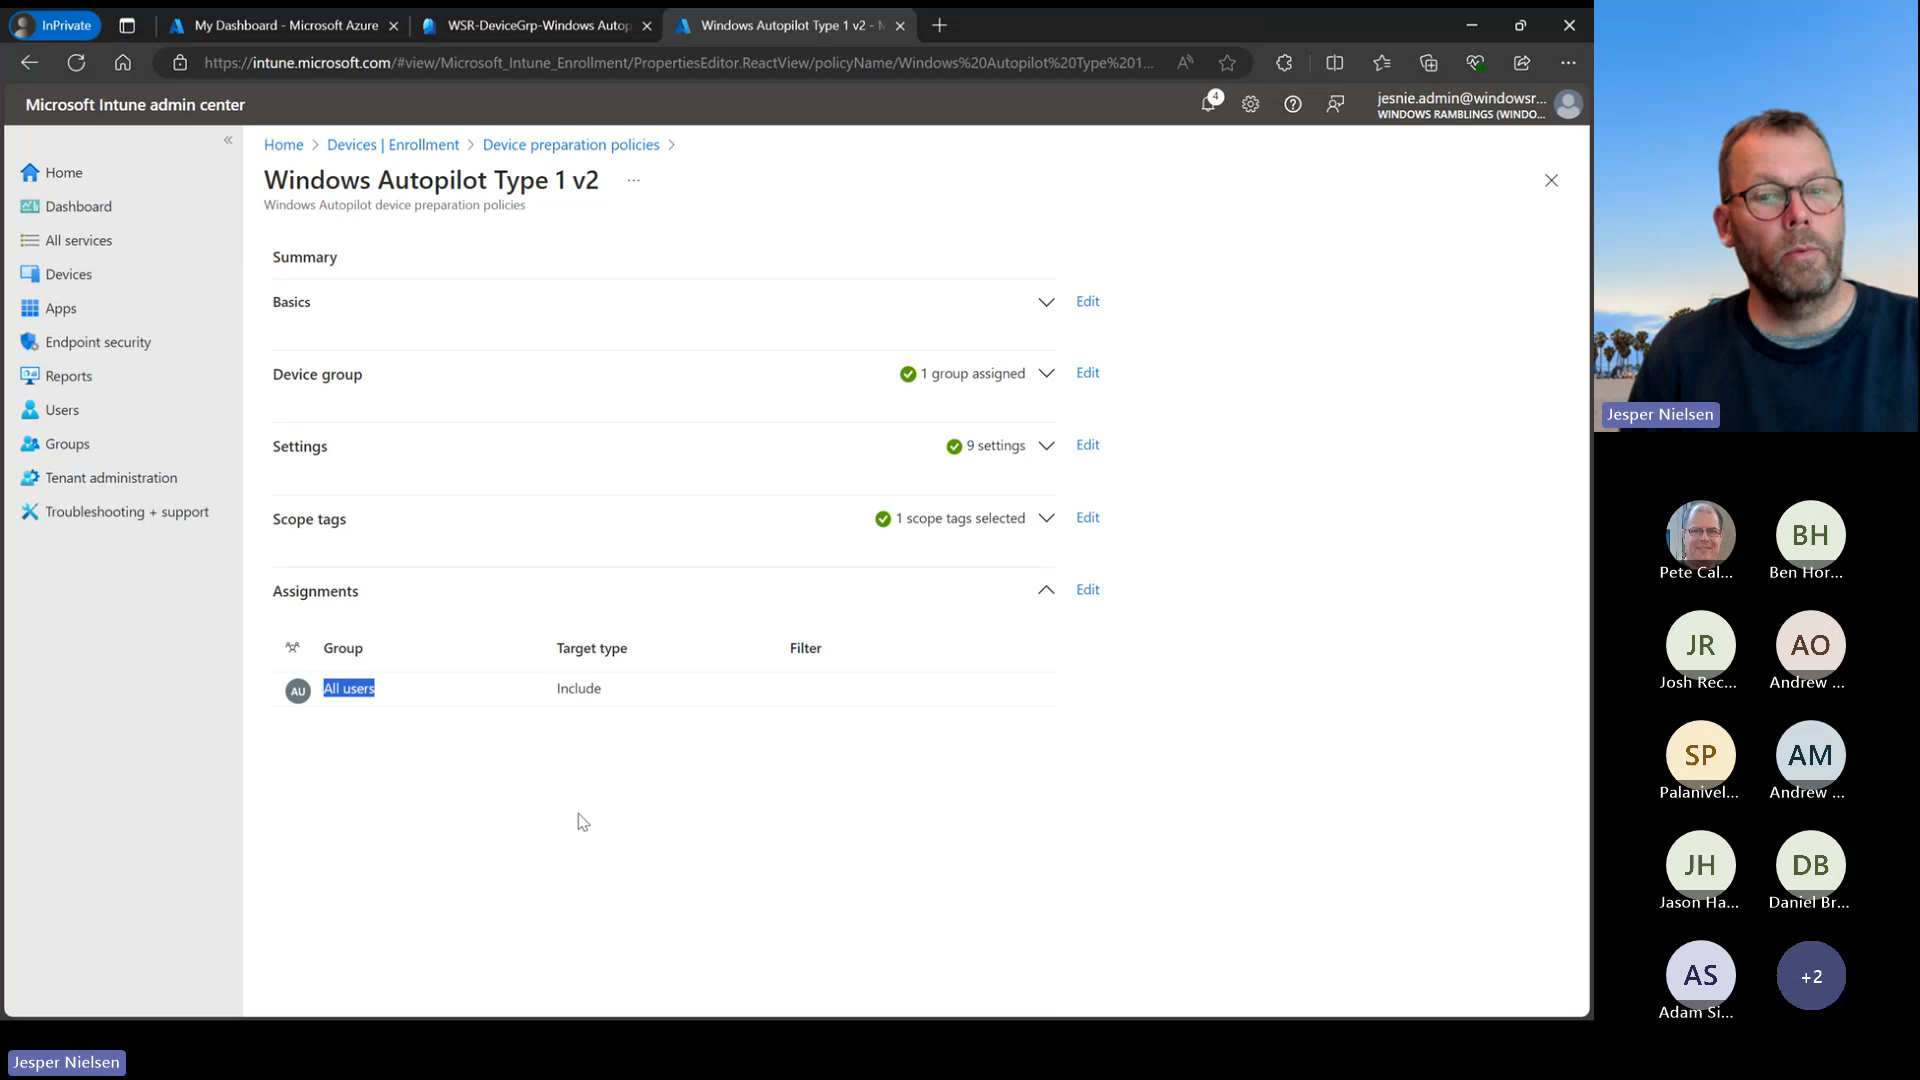 InPrivate
My Dashboard - Microsoft Azure
WSR-DeviceGrp-Windows Autop
Windows Autopilot Type 1 v2 -
https://intune.microsoft.com/#view/Microsoft_Intune_Enrollment/PropertiesEditor.ReactView/policyName/Windows%20Autopilot%20Type%201...
Microsoft Intune admin center
4
jesnie.admin@windowsr...
WINDOWS RAMBLINGS (WINDO...
Home
Dashboard
All services
Devices
Apps
Endpoint security
Reports
Users
Groups
Tenant administration
Troubleshooting + support
Home > Devices | Enrollment > Device preparation policies >
Windows Autopilot Type 1 v2 ...
Windows Autopilot device preparation policies
Summary
Basics Edit
Device group 1 group assigned Edit
Settings 9 settings Edit
Scope tags 1 scope tags selected Edit
Assignments Edit
Group Target type Filter
AU All users Include
Jesper Nielsen
Pete Cal...
BH
Ben Hor...
JR
Josh Rec...
AO
Andrew ...
SP
Palanivel...
AM
Andrew ...
JH
Jason Ha...
DB
Daniel Br...
AS
Adam Si...
+2
Jesper Nielsen